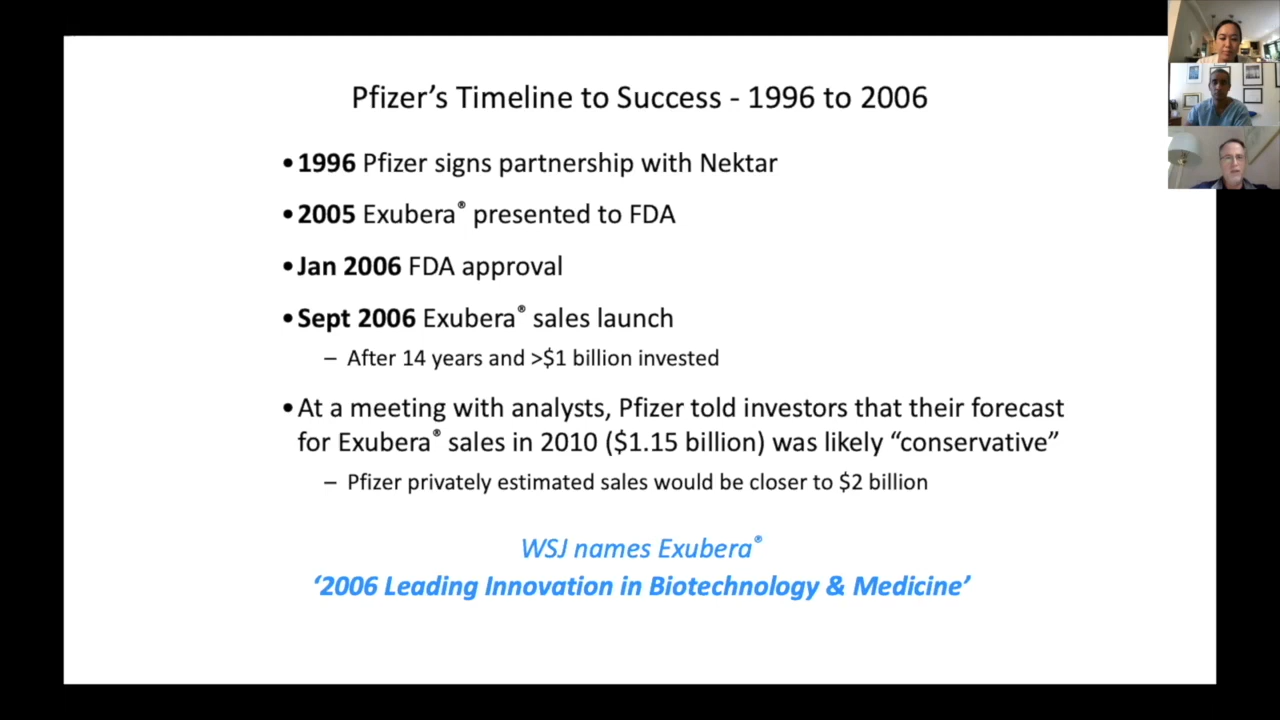 Pfizer’s Timeline to Success - 1996 to 2006
•1996 Pfizer signs partnership with Nektar
•2005 Exubera® presented to FDA
•Jan 2006 FDA approval
•Sept 2006 Exubera® sales launch
– After 14 years and >$1 billion invested
•At a meeting with analysts, Pfizer told investors that their forecast
for Exubera® sales in 2010 ($1.15 billion) was likely “conservative”
– Pfizer privately estimated sales would be closer to $2 billion
WSJ names Exubera®
‘2006 Leading Innovation in Biotechnology & Medicine’